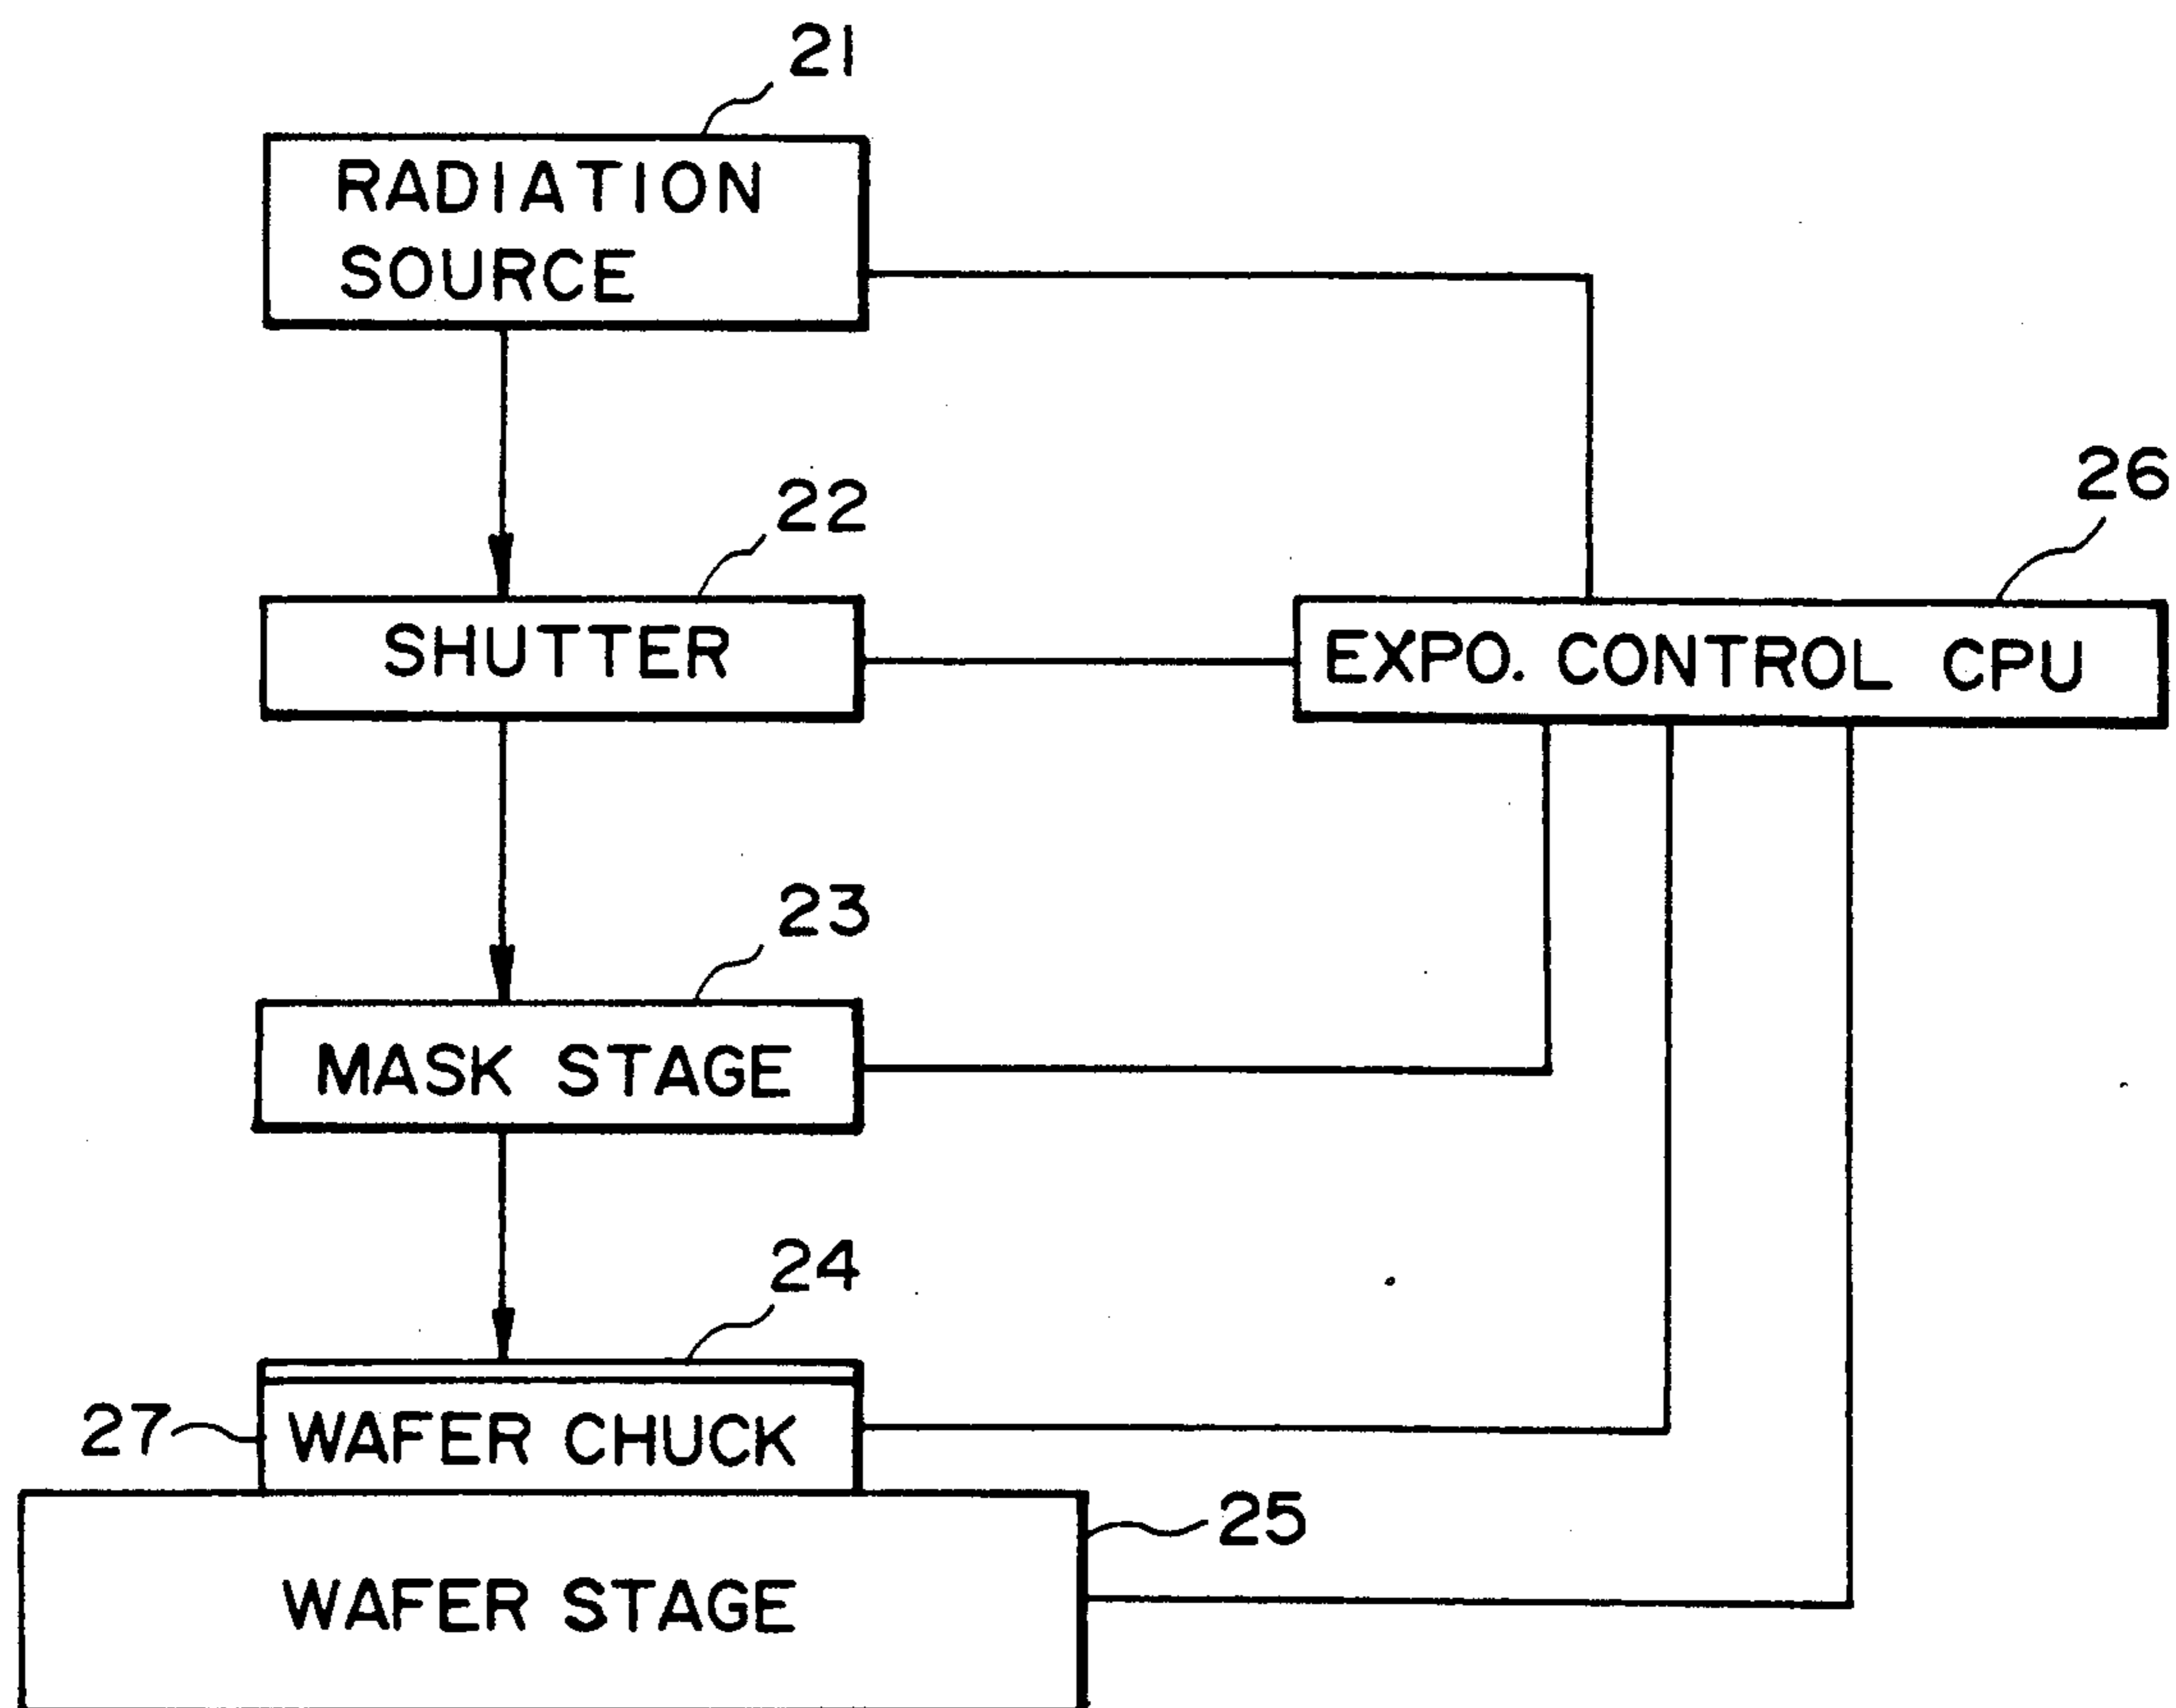 21
RADIATION
SOURCE
22
26
SHUTTER
EXPO. CONTROL CPU
23
MASK STAGE
24
27
WAFER CHUCK
25
WAFER STAGE